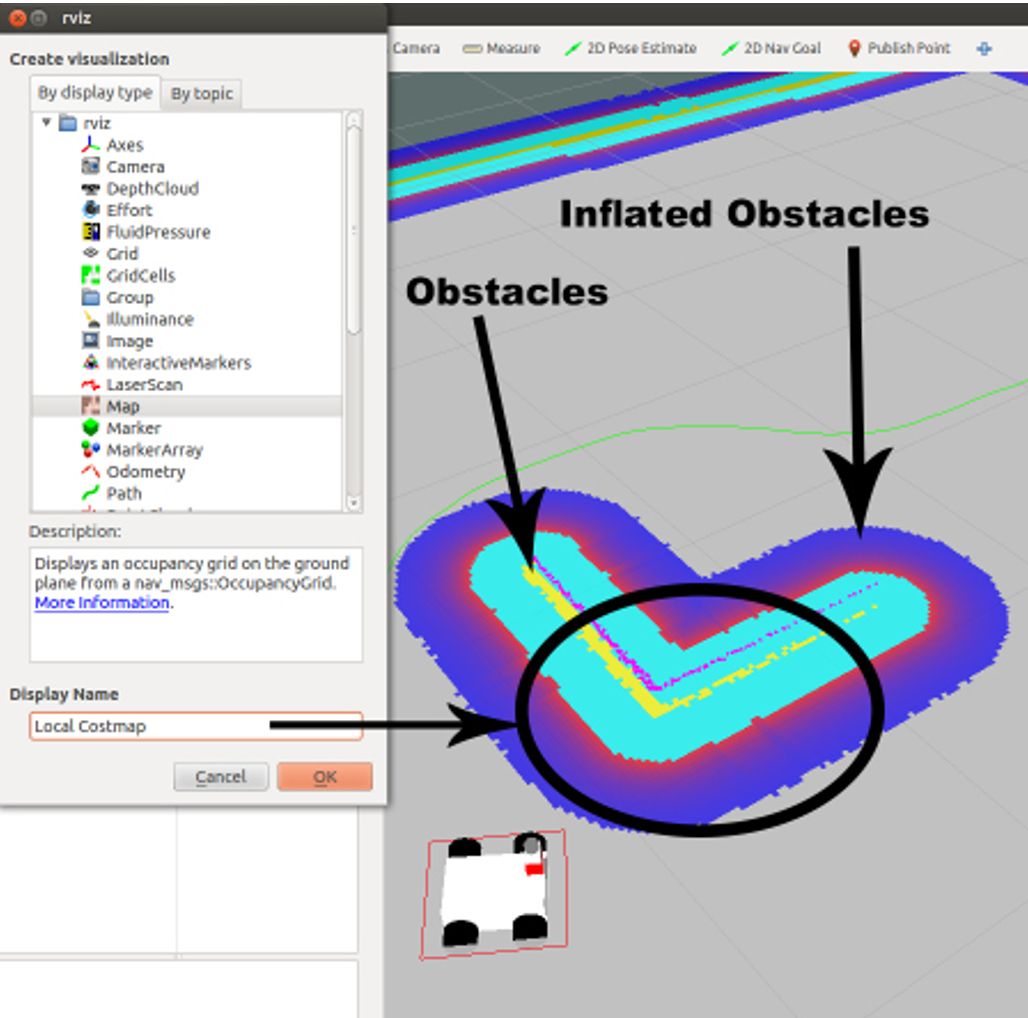 rviz
Camera Measure 2D Pose Estimate 2D Nav Goal Publish Point
Create visualization
By display type By topic
rviz
Axes
Camera
DepthCloud
Effort
FluidPressure
Grid
GridCells
Group
Illuminance
Image
InteractiveMarkers
LaserScan
Map
Marker
MarkerArray
Odometry
Path
Description:
Displays an occupancy grid on the ground
plane from a nav_msgs::OccupancyGrid.
More Information.
Display Name
Local Costmap
Cancel OK
Inflated Obstacles
Obstacles